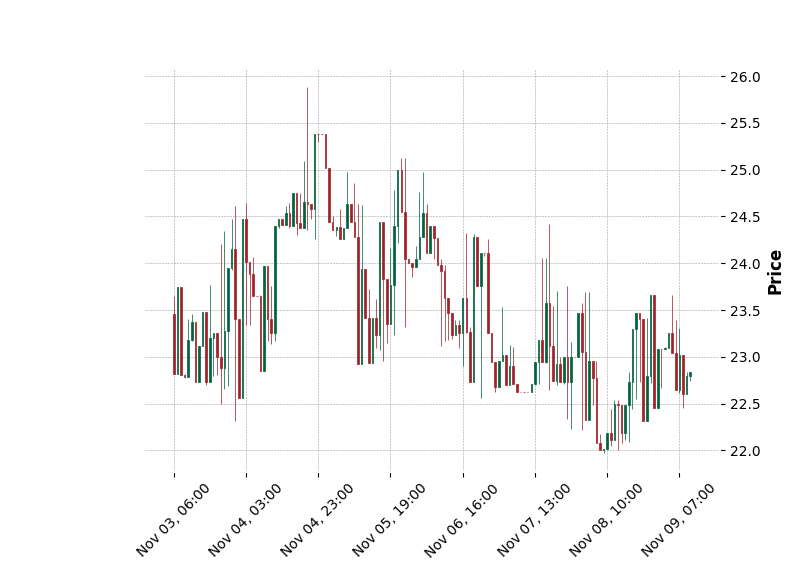 26.0
25.5
25.0
24.5
24.0
23.5
23.0
22.5
22.0
Price
Nov 03, 06:00
Nov 04, 03:00
Nov 04, 23:00
Nov 05, 19:00
Nov 06, 16:00
Nov 07, 13:00
Nov 08, 10:00
Nov 09, 07:00